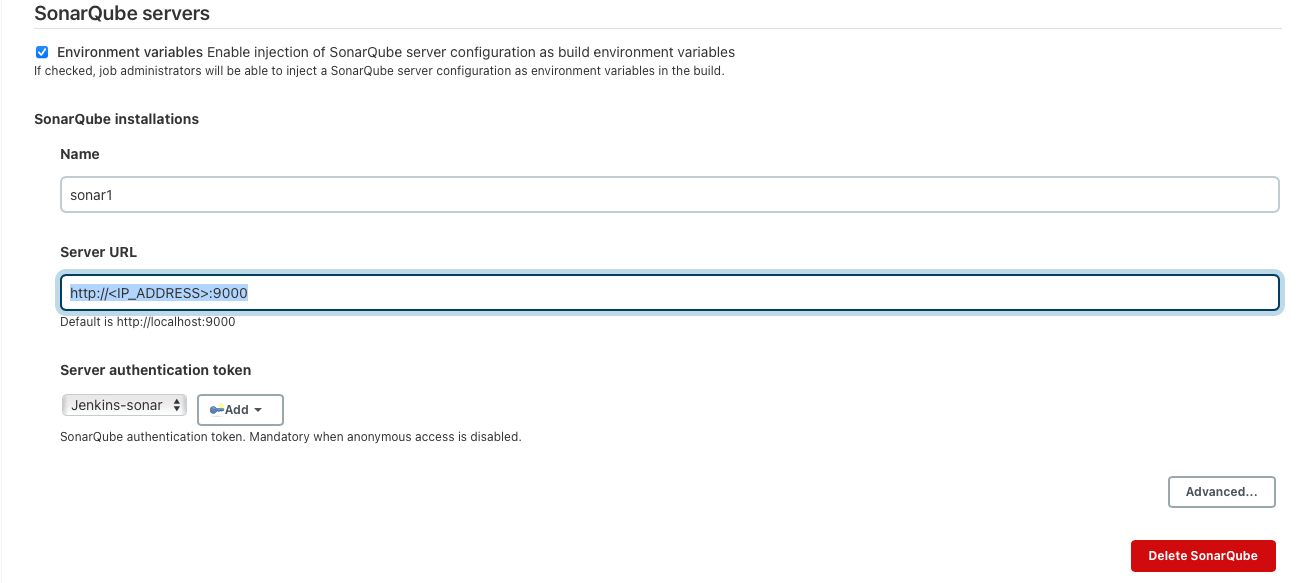 SonarQube servers
Environment variables Enable injection of SonarQube server configuration as build environment variables
If checked, job administrators will be able to inject a SonarQube server configuration as environment variables in the build.
SonarQube installations
Name
sonar1
Server URL
http://<IP_ADDRESS>:9000
Default is http://localhost:9000
Server authentication token
Jenkins-sonar
Add
SonarQube authentication token. Mandatory when anonymous access is disabled.
Advanced...
Delete SonarQube